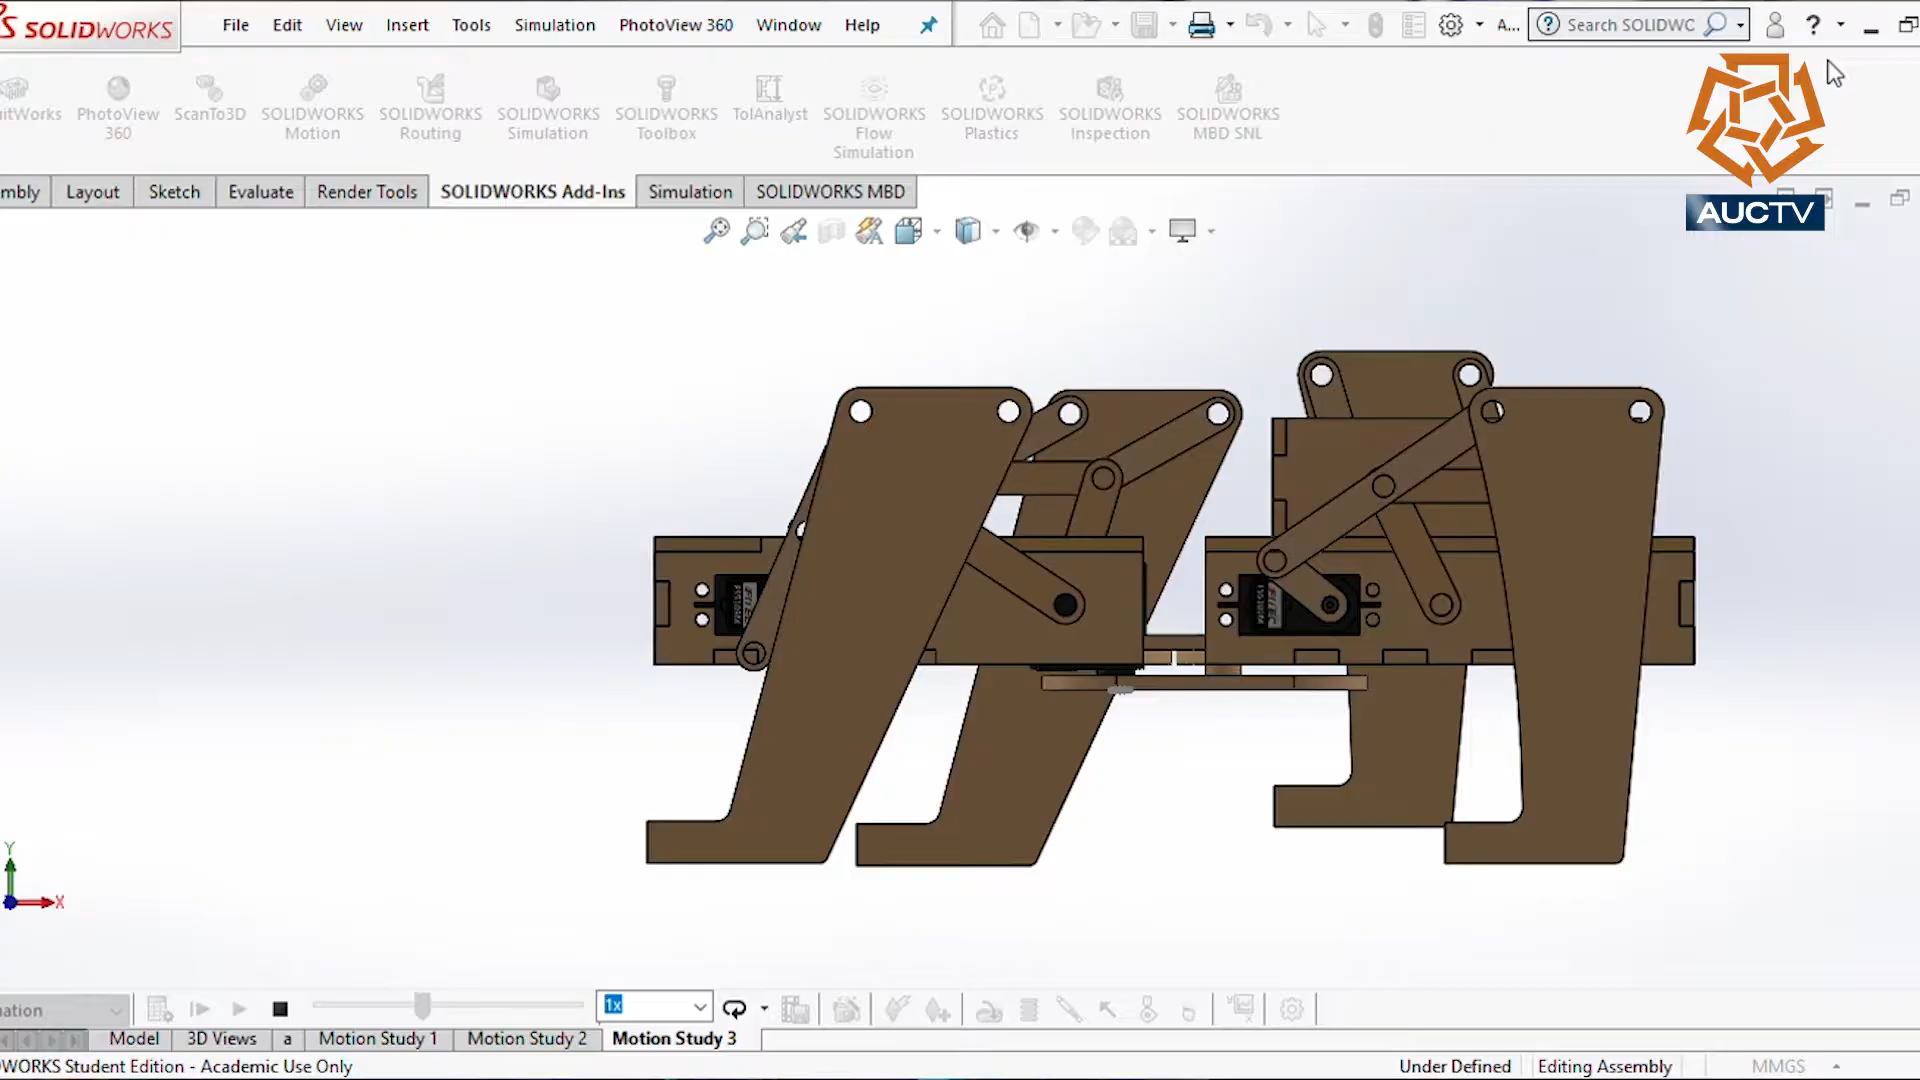 SOLIDWORKS File Edit View Insert Tools Simulation PhotoView 360 Window Help A... Search SOLIDWC
itWorks PhotoView 360 ScanTo3D SOLIDWORKS Motion SOLIDWORKS Routing SOLIDWORKS Simulation SOLIDWORKS Toolbox TolAnalyst SOLIDWORKS Flow Simulation SOLIDWORKS Plastics SOLIDWORKS Inspection SOLIDWORKS MBD SNL
mbly Layout Sketch Evaluate Render Tools SOLIDWORKS Add-Ins Simulation SOLIDWORKS MBD
AUCTV
Y
X
ation 1x
Model 3D Views a Motion Study 1 Motion Study 2 Motion Study 3
DWORKS Student Edition - Academic Use Only Under Defined Editing Assembly MMGS